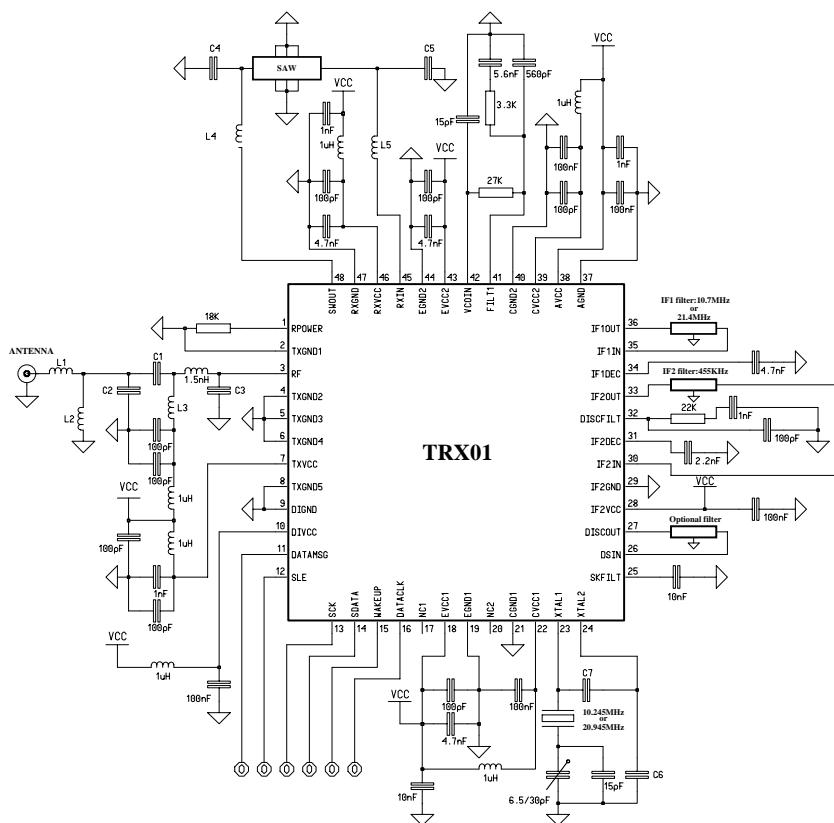 C4
SAW
C5
VCC
VCC
5.6nF
560pF
3.3K
15pF
1uH
1nF
1uH
L4
L5
VCC
100nF
1nF
100pF
100pF
27K
100pF
100nF
4.7nF
4.7nF
48 47 46 45 44 43 42 41 40 39 38 37
SWOUT
RXGND
RXVCC
RXIN
EGND2
EVCC2
VCOIN
FILT1
CGND2
CVCC2
AVCC
AGND
IF1 filter:10.7MHz
or
21.4MHz
18K
1 RPOWER
2 TXGND1
3 RF
4 TXGND2
5 TXGND3
6 TXGND4
7 TXVCC
8 TXGND5
9 DIGND
10 DIVCC
11 DATAMSG
12 SLE
TRX01
IF1OUT 36
IF1IN 35
IF1DEC 34
IF2OUT 33
DISCFILT 32
IF2DEC 31
IF2IN 30
IF2GND 29
IF2VCC 28
DISCOUT 27
DSIN 26
SKFILT 25
4.7nF
IF2 filter:455KHz
22K
1nF
100pF
2.2nF
VCC
100nF
Optional filter
10nF
ANTENNA
L1
C1
1.5nH
C2
L3
C3
L2
100pF
100pF
VCC
1uH
100pF
1uH
1nF
100pF
VCC
1uH
100nF
SCK
SDATA
WAKEUP
DATACLK
NC1
EVCC1
EGND1
NC2
CGND1
CVCC1
XTAL1
XTAL2
13 14 15 16 17 18 19 20 21 22 23 24
VCC
100pF
100nF
4.7nF
10nF
1uH
C7
10.245MHz
or
20.945MHz
6.5/30pF
15pF
C6